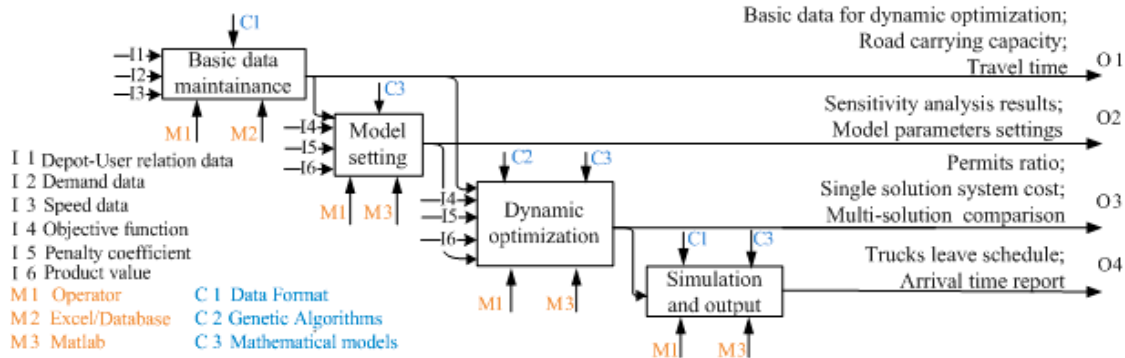 C1
I1
I2
I3
Basic data
maintainance
M1 M2
Basic data for dynamic optimization;
Road carrying capacity;
Travel time
O 1
C3
I4
I5
I6
Model
setting
M1 M3
Sensitivity analysis results;
Model parameters settings
O2
C2 C3
I4
I5
I6
Dynamic
optimization
M1 M3
Permits ratio;
Single solution system cost;
Multi-solution comparison
O 3
C1 C3
Simulation
and output
M1 M3
Trucks leave schedule;
Arrival time report
O4
I 1 Depot-User relation data
I 2 Demand data
I 3 Speed data
I 4 Objective function
I 5 Penalty coefficient
I 6 Product value
M 1 Operator
M 2 Excel/Database
M 3 Matlab
C 1 Data Format
C 2 Genetic Algorithms
C 3 Mathematical models